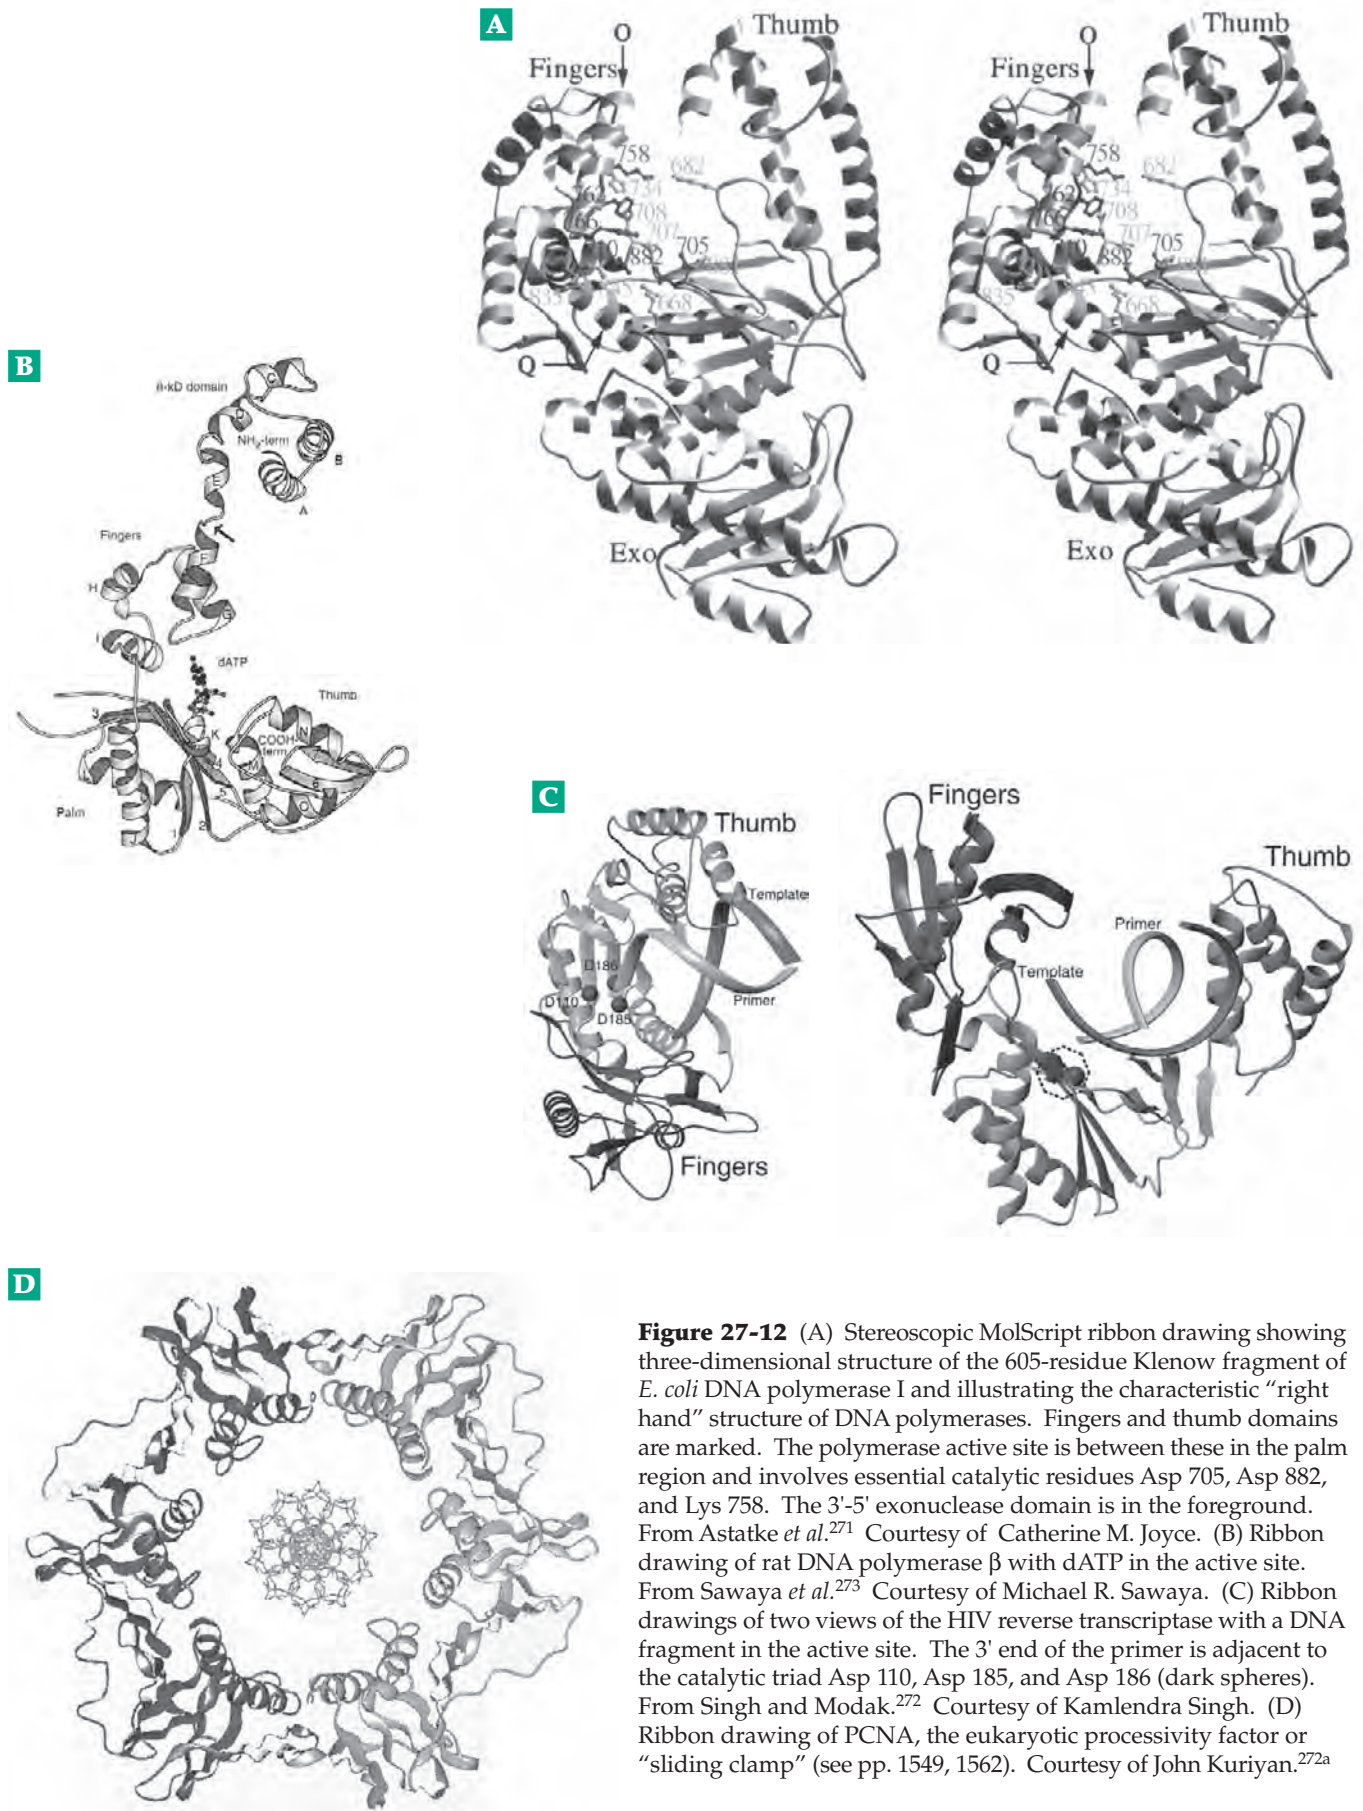 A
O
Thumb
Fingers
758
682
734
762
708
766
707
705
882
835
668
Q
Exo
O
Thumb
Fingers
758
682
734
708
707
705
882
835
668
Q
Exo
B
8-kD domain
C
D
NH₂-term
B
E
A
Fingers
F
H
G
I
dATP
Thumb
3
K
N
COOH-
term
4
M
L
5
6
O
Palm
1
2
C
Thumb
Template
D186
D110
D185
Primer
Fingers
Fingers
Thumb
Primer
Template
D
Figure 27-12 (A) Stereoscopic MolScript ribbon drawing showing
three-dimensional structure of the 605-residue Klenow fragment of
E. coli DNA polymerase I and illustrating the characteristic “right
hand” structure of DNA polymerases. Fingers and thumb domains
are marked. The polymerase active site is between these in the palm
region and involves essential catalytic residues Asp 705, Asp 882,
and Lys 758. The 3'-5' exonuclease domain is in the foreground.
From Astatke et al.²⁷¹ Courtesy of Catherine M. Joyce. (B) Ribbon
drawing of rat DNA polymerase β with dATP in the active site.
From Sawaya et al.²⁷³ Courtesy of Michael R. Sawaya. (C) Ribbon
drawings of two views of the HIV reverse transcriptase with a DNA
fragment in the active site. The 3' end of the primer is adjacent to
the catalytic triad Asp 110, Asp 185, and Asp 186 (dark spheres).
From Singh and Modak.²⁷² Courtesy of Kamlendra Singh. (D)
Ribbon drawing of PCNA, the eukaryotic processivity factor or
“sliding clamp” (see pp. 1549, 1562). Courtesy of John Kuriyan.²⁷²ᵃ